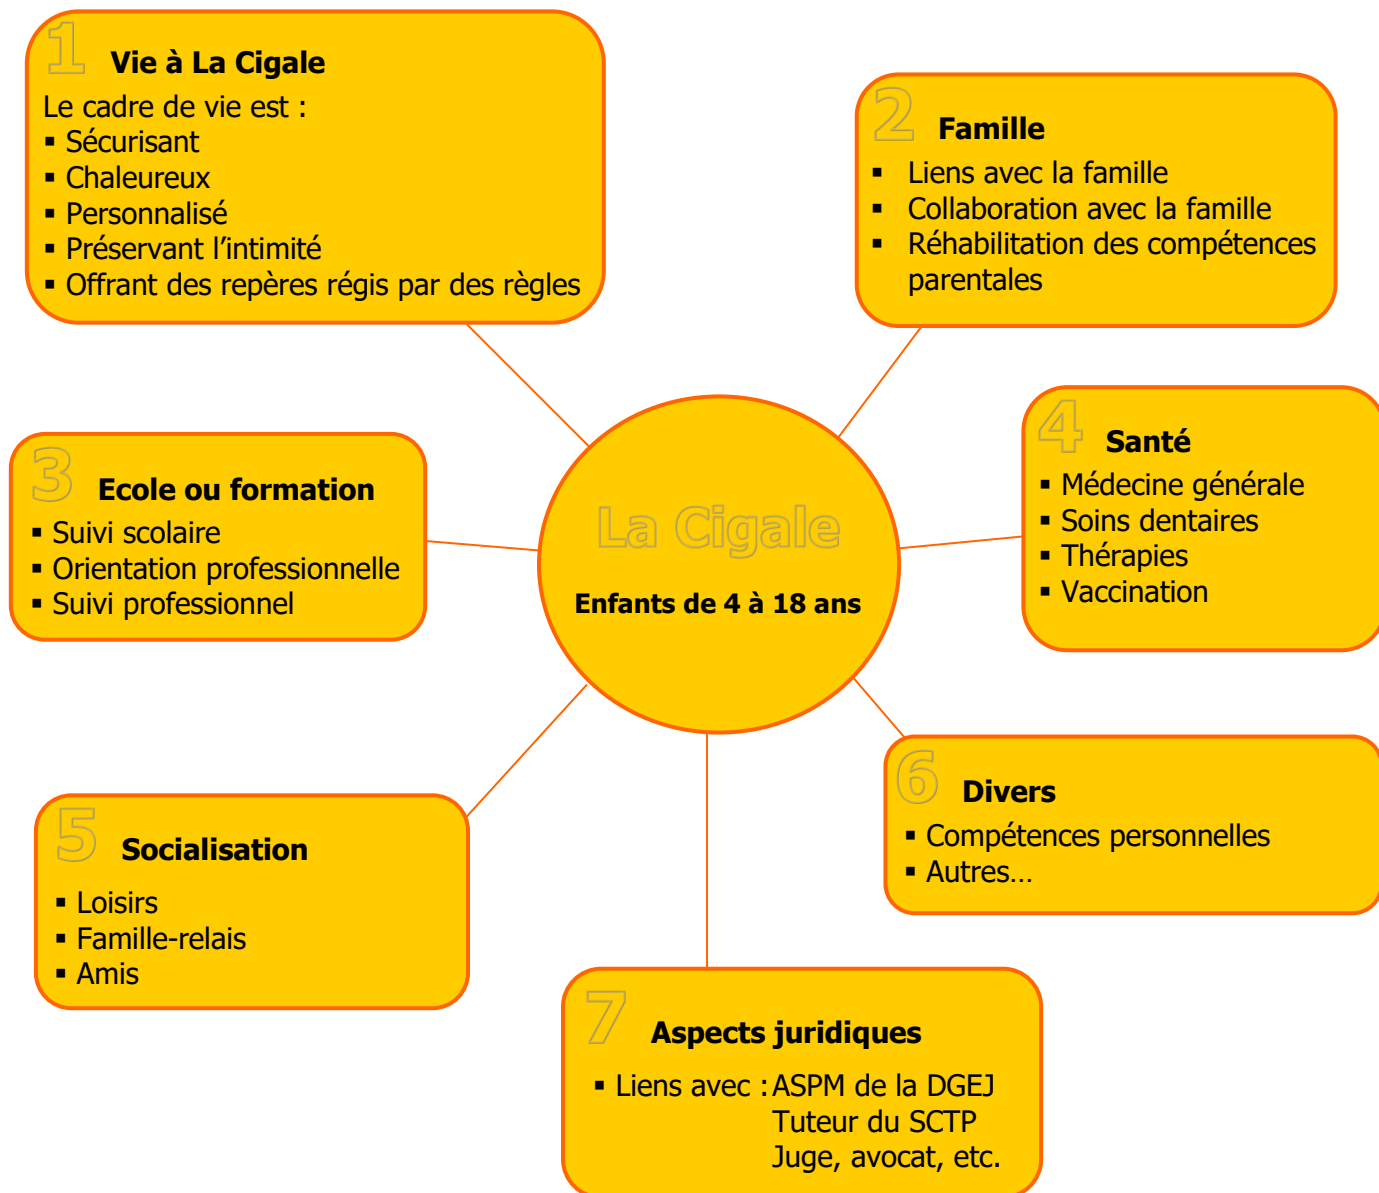 1 Vie à La Cigale
Le cadre de vie est :
▪ Sécurisant
▪ Chaleureux
▪ Personnalisé
▪ Préservant l’intimité
▪ Offrant des repères régis par des règles
2 Famille
▪ Liens avec la famille
▪ Collaboration avec la famille
▪ Réhabilitation des compétences
parentales
3 Ecole ou formation
▪ Suivi scolaire
▪ Orientation professionnelle
▪ Suivi professionnel
La Cigale
Enfants de 4 à 18 ans
4 Santé
▪ Médecine générale
▪ Soins dentaires
▪ Thérapies
▪ Vaccination
5 Socialisation
▪ Loisirs
▪ Famille-relais
▪ Amis
6 Divers
▪ Compétences personnelles
▪ Autres…
7 Aspects juridiques
▪ Liens avec : ASPM de la DGEJ
Tuteur du SCTP
Juge, avocat, etc.